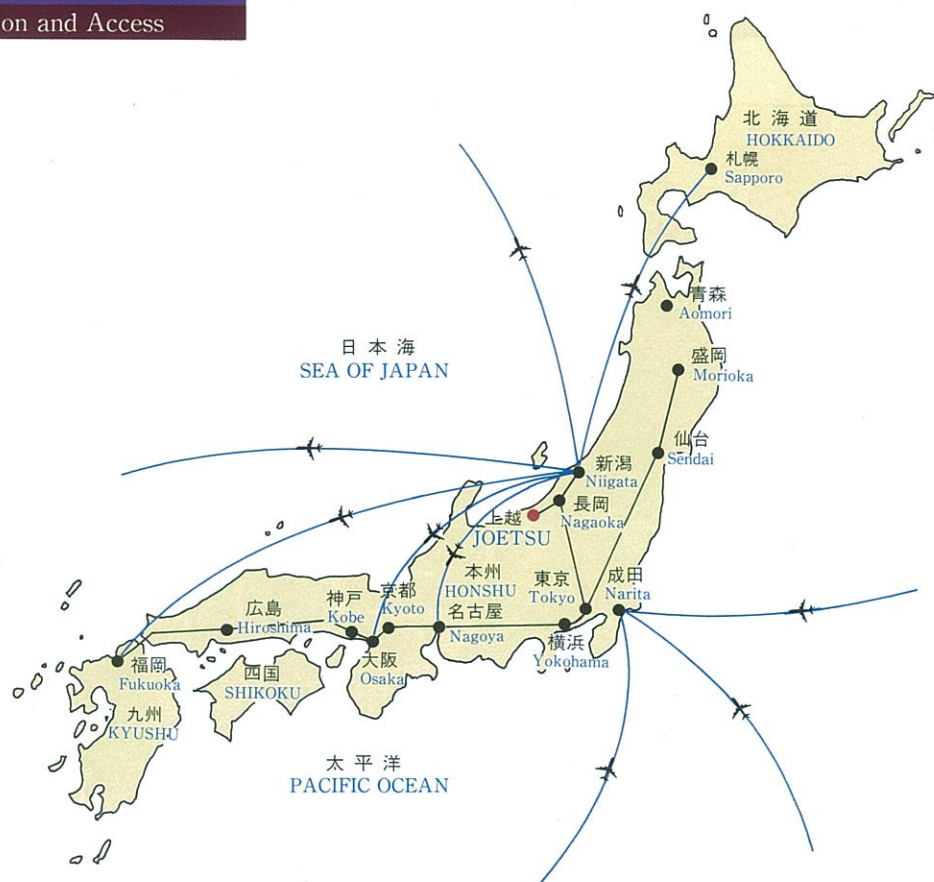 on and Access
北海道
HOKKAIDO
札幌
Sapporo
青森
Aomori
日本海
SEA OF JAPAN
盛岡
Morioka
仙台
Sendai
新潟
Niigata
長岡
Nagaoka
上越
JOETSU
本州
HONSHU
東京
Tokyo
成田
Narita
京都
Kyoto
神戸
Kobe
名古屋
Nagoya
広島
Hiroshima
横浜
Yokohama
大阪
Osaka
福岡
Fukuoka
四国
SHIKOKU
九州
KYUSHU
太平洋
PACIFIC OCEAN